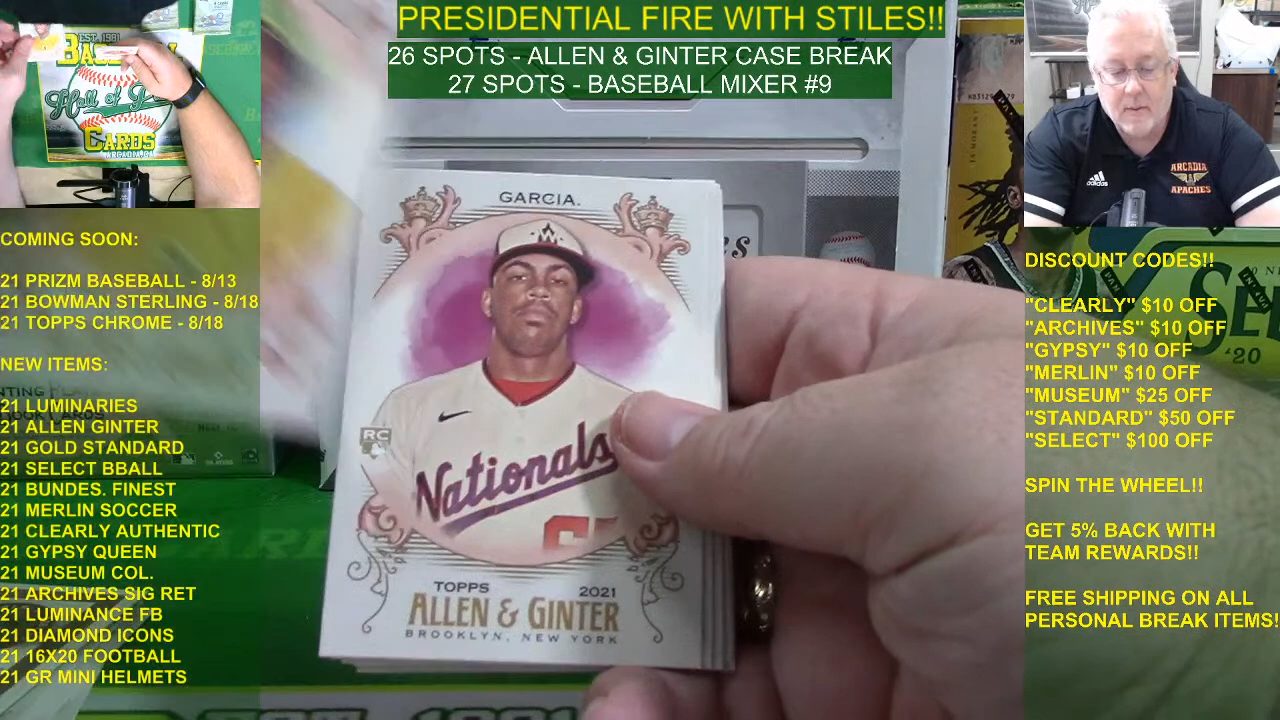 PRESIDENTIAL FIRE WITH STILES!!
26 SPOTS - ALLEN & GINTER CASE BREAK
27 SPOTS - BASEBALL MIXER #9
EST. 1981
Hall of
CARDS
ARCADIA, CA
COMING SOON:
21 PRIZM BASEBALL - 8/13
21 BOWMAN STERLING - 8/18
21 TOPPS CHROME - 8/18
NEW ITEMS:
21 LUMINARIES
21 ALLEN GINTER
21 GOLD STANDARD
21 SELECT BBALL
21 BUNDES. FINEST
21 MERLIN SOCCER
21 CLEARLY AUTHENTIC
21 GYPSY QUEEN
21 MUSEUM COL.
21 ARCHIVES SIG RET
21 LUMINANCE FB
21 DIAMOND ICONS
21 16X20 FOOTBALL
21 GR MINI HELMETS
GARCIA.
W
RC
Nationals
TOPPS 2021
ALLEN & GINTER
BROOKLYN, NEW YORK
adidas
ARCADIA
APACHES
DISCOUNT CODES!!
"CLEARLY" $10 OFF
"ARCHIVES" $10 OFF
"GYPSY" $10 OFF
"MERLIN" $10 OFF
"MUSEUM" $25 OFF
"STANDARD" $50 OFF
"SELECT" $100 OFF
'20
SPIN THE WHEEL!!
GET 5% BACK WITH
TEAM REWARDS!!
FREE SHIPPING ON ALL
PERSONAL BREAK ITEMS!